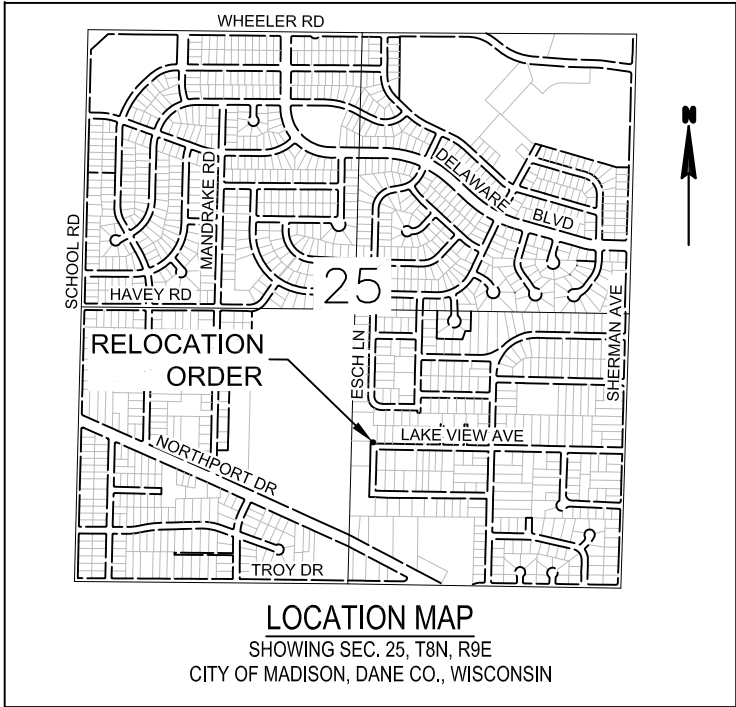 WHEELER RD
N
DELAWARE
BLVD
MANDRAKE RD
SCHOOL RD
25
HAVEY RD
SHERMAN AVE
ESCH LN
RELOCATION
ORDER
LAKE VIEW AVE
NORTHPORT DR
TROY DR
LOCATION MAP
SHOWING SEC. 25, T8N, R9E
CITY OF MADISON, DANE CO., WISCONSIN